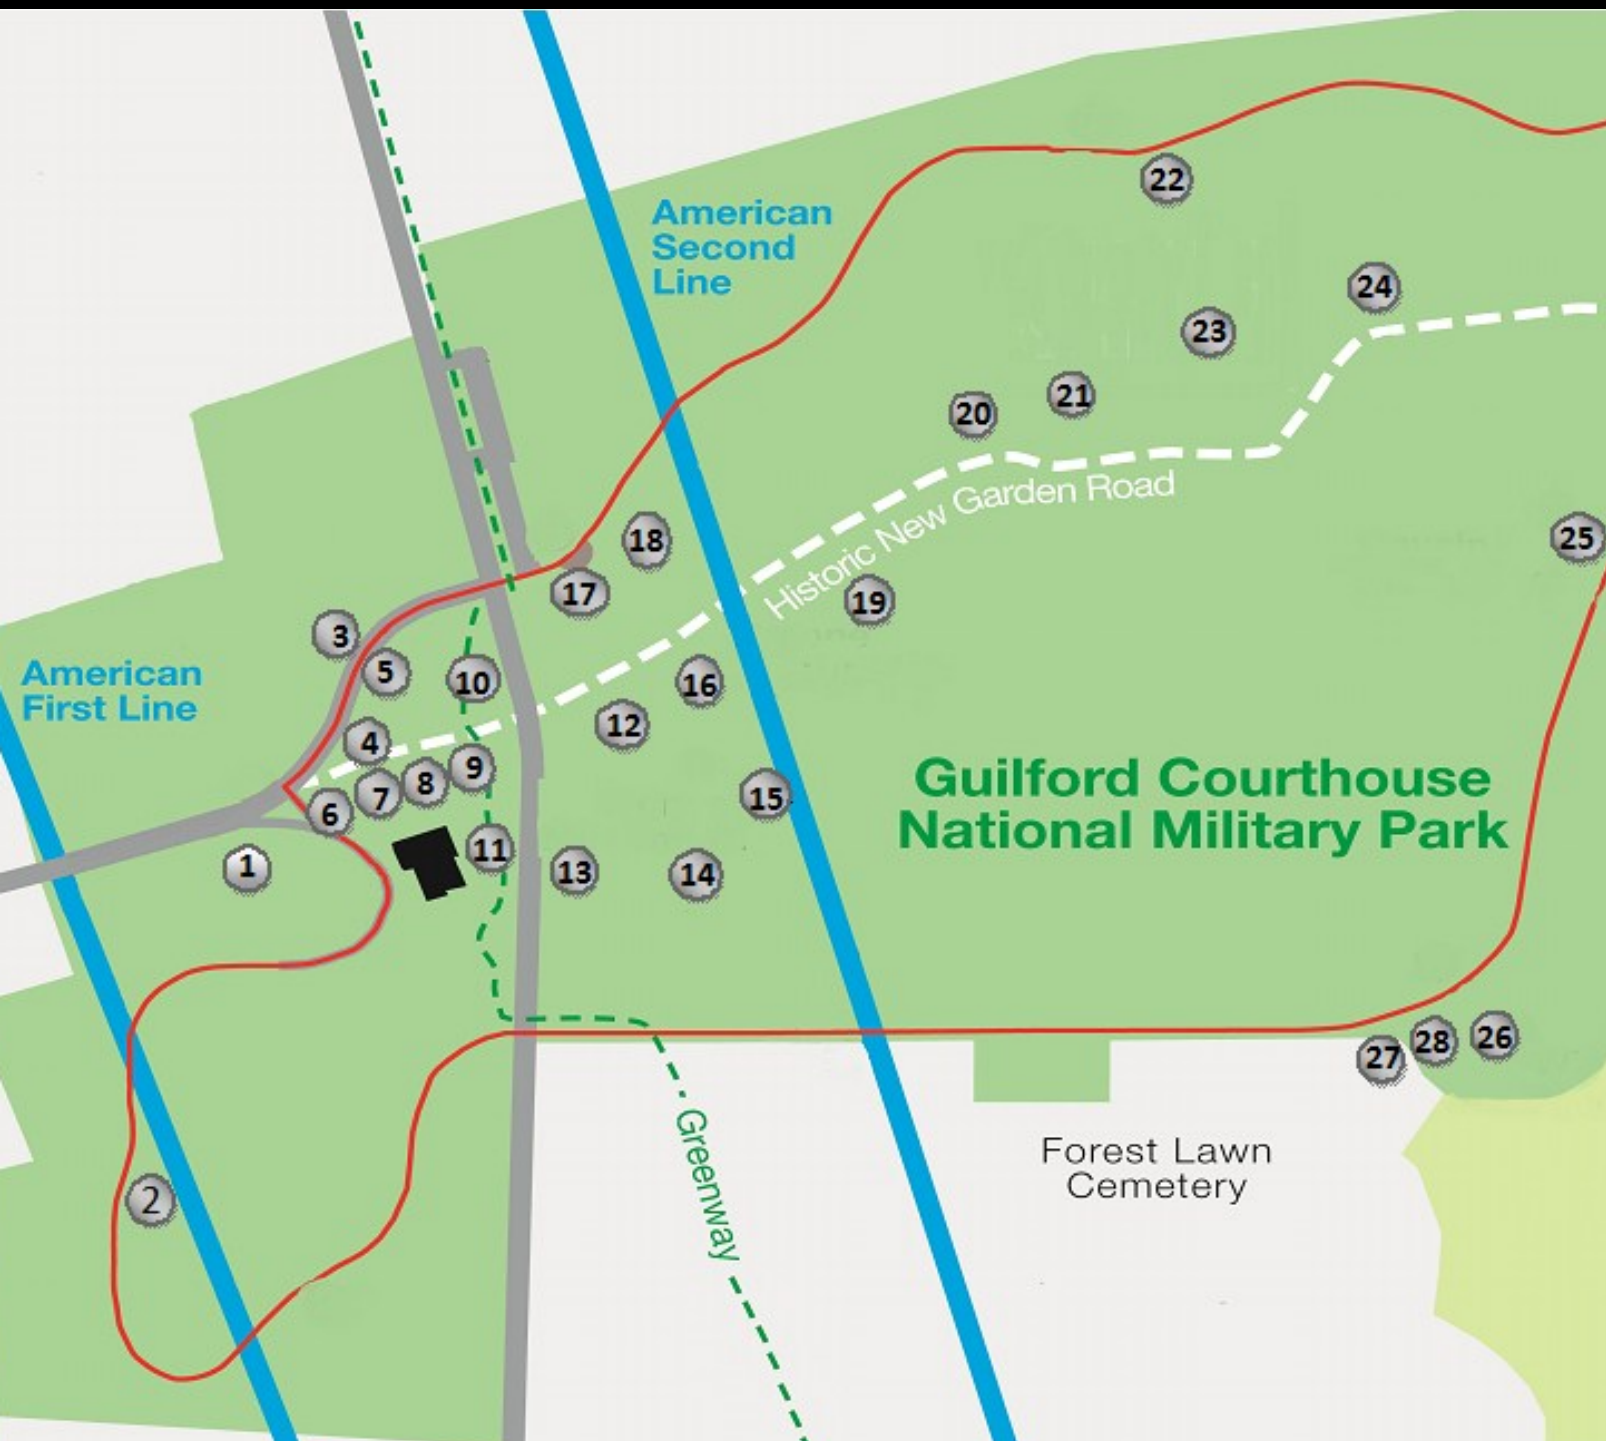 American
Second
Line
22
24
23
21
20
Historic New Garden Road
18
25
17
19
3
5
10
16
American
First Line
12
4
9
8
7
6
15
Guilford Courthouse
National Military Park
11
1
13
14
27
28
26
Forest Lawn
Cemetery
2
Greenway